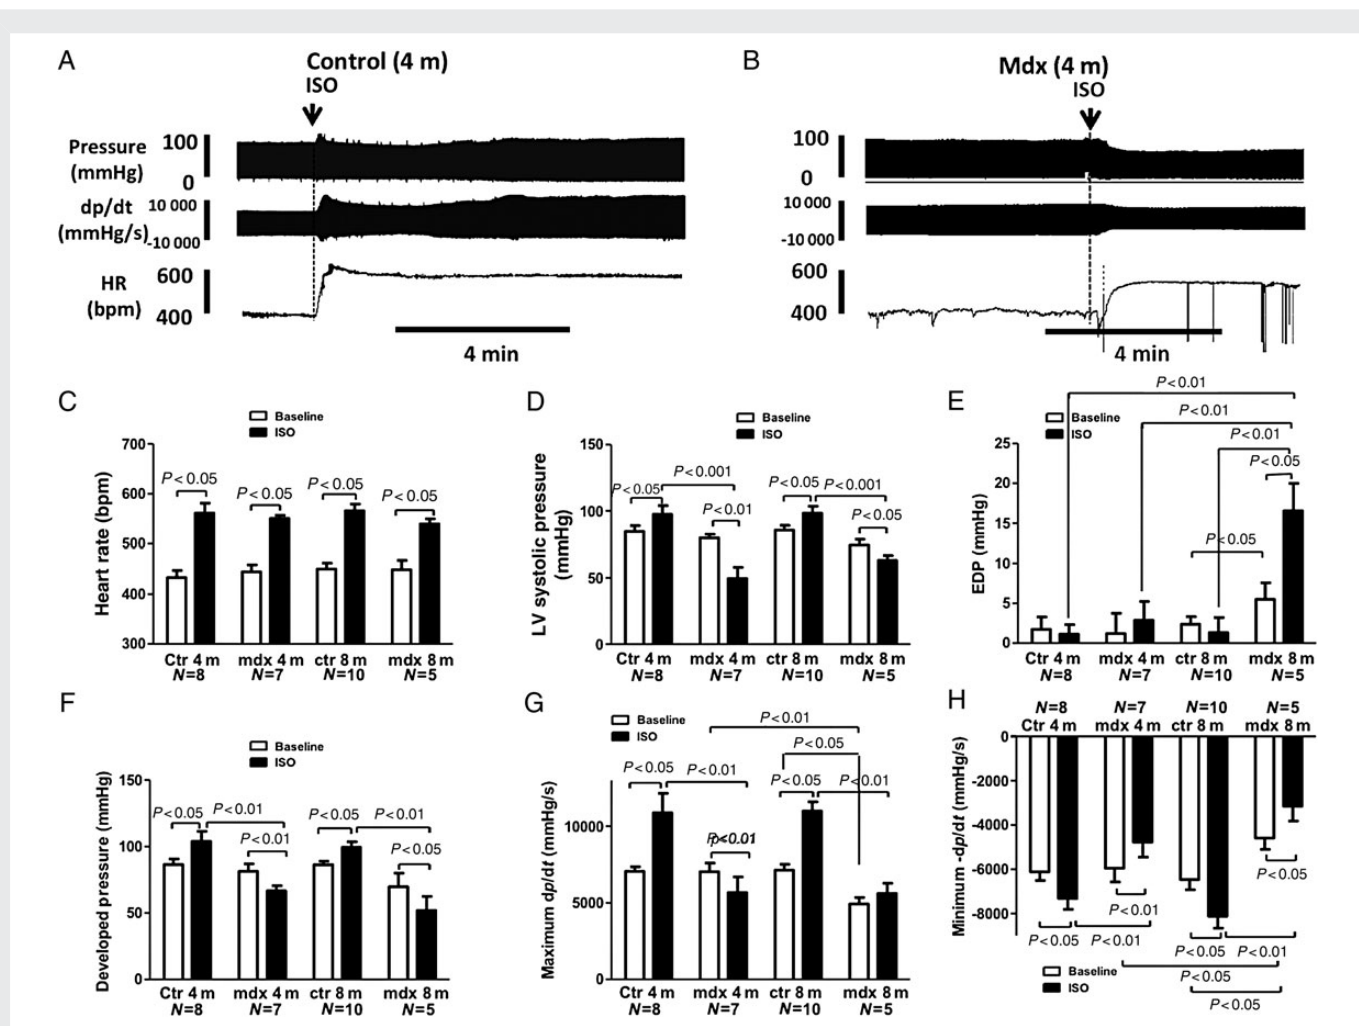 A
Control (4 m)
ISO
Pressure
(mmHg)
100
0
dp/dt
(mmHg/s)
10 000
-10 000
HR
(bpm)
600
400
4 min
B
Mdx (4 m)
ISO
100
0
10 000
-10 000
600
400
4 min
C
Baseline
ISO
Heart rate (bpm)
700
600
500
400
300
P < 0.05
P < 0.05
P < 0.05
P < 0.05
Ctr 4 m mdx 4 m ctr 8 m mdx 8 m
N=8 N=7 N=10 N=5
D
Baseline
ISO
LV systolic pressure
(mmHg)
150
100
50
0
P < 0.05
P < 0.001
P < 0.01
P < 0.05
P < 0.001
P < 0.05
Ctr 4 m mdx 4 m ctr 8 m mdx 8 m
N=8 N=7 N=10 N=5
E
Baseline
ISO
EDP (mmHg)
25
20
15
10
5
0
P < 0.01
P < 0.01
P < 0.01
P < 0.05
P < 0.05
Ctr 4 m mdx 4 m ctr 8 m mdx 8 m
N=8 N=7 N=10 N=5
F
Baseline
ISO
Developed pressure (mmHg)
150
100
50
0
P < 0.05
P < 0.01
P < 0.01
P < 0.05
P < 0.01
P < 0.05
Ctr 4 m mdx 4 m ctr 8 m mdx 8 m
N=8 N=7 N=10 N=5
G
Baseline
ISO
Maximum dp/dt (mmHg/s)
10000
5000
0
P < 0.01
P < 0.05
P < 0.05
P < 0.01
P < 0.05
P < 0.01
Ctr 4 m mdx 4 m ctr 8 m mdx 8 m
N=8 N=7 N=10 N=5
H
N=8 N=7 N=10 N=5
Ctr 4 m mdx 4 m ctr 8 m mdx 8 m
Minimum -dp/dt (mmHg/s)
0
-2000
-4000
-6000
-8000
P < 0.05
P < 0.01
P < 0.05
P < 0.01
P < 0.05
P < 0.01
P < 0.05
P < 0.05
Baseline
ISO